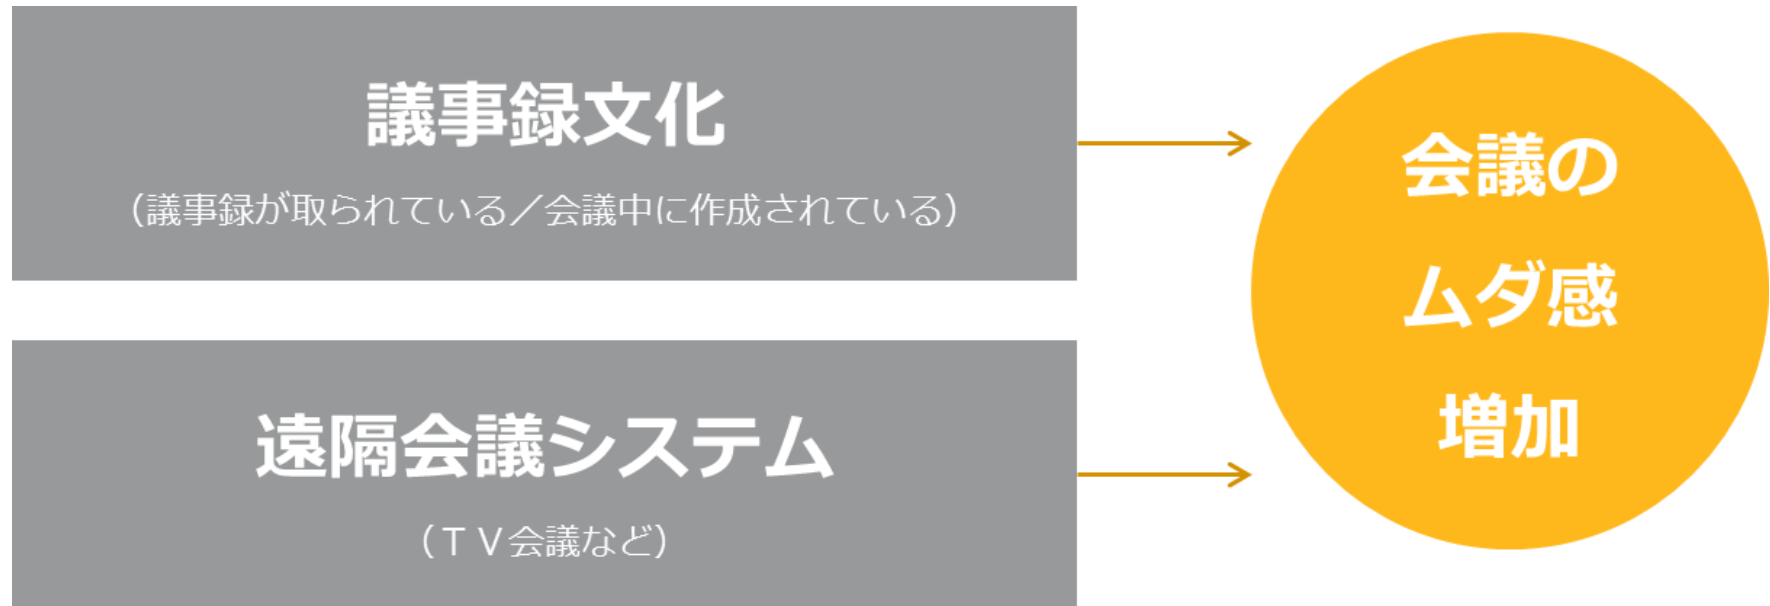 議事録文化
（議事録が取られている／会議中に作成されている）
遠隔会議システム
（ＴＶ会議など）
会議の
ムダ感
増加